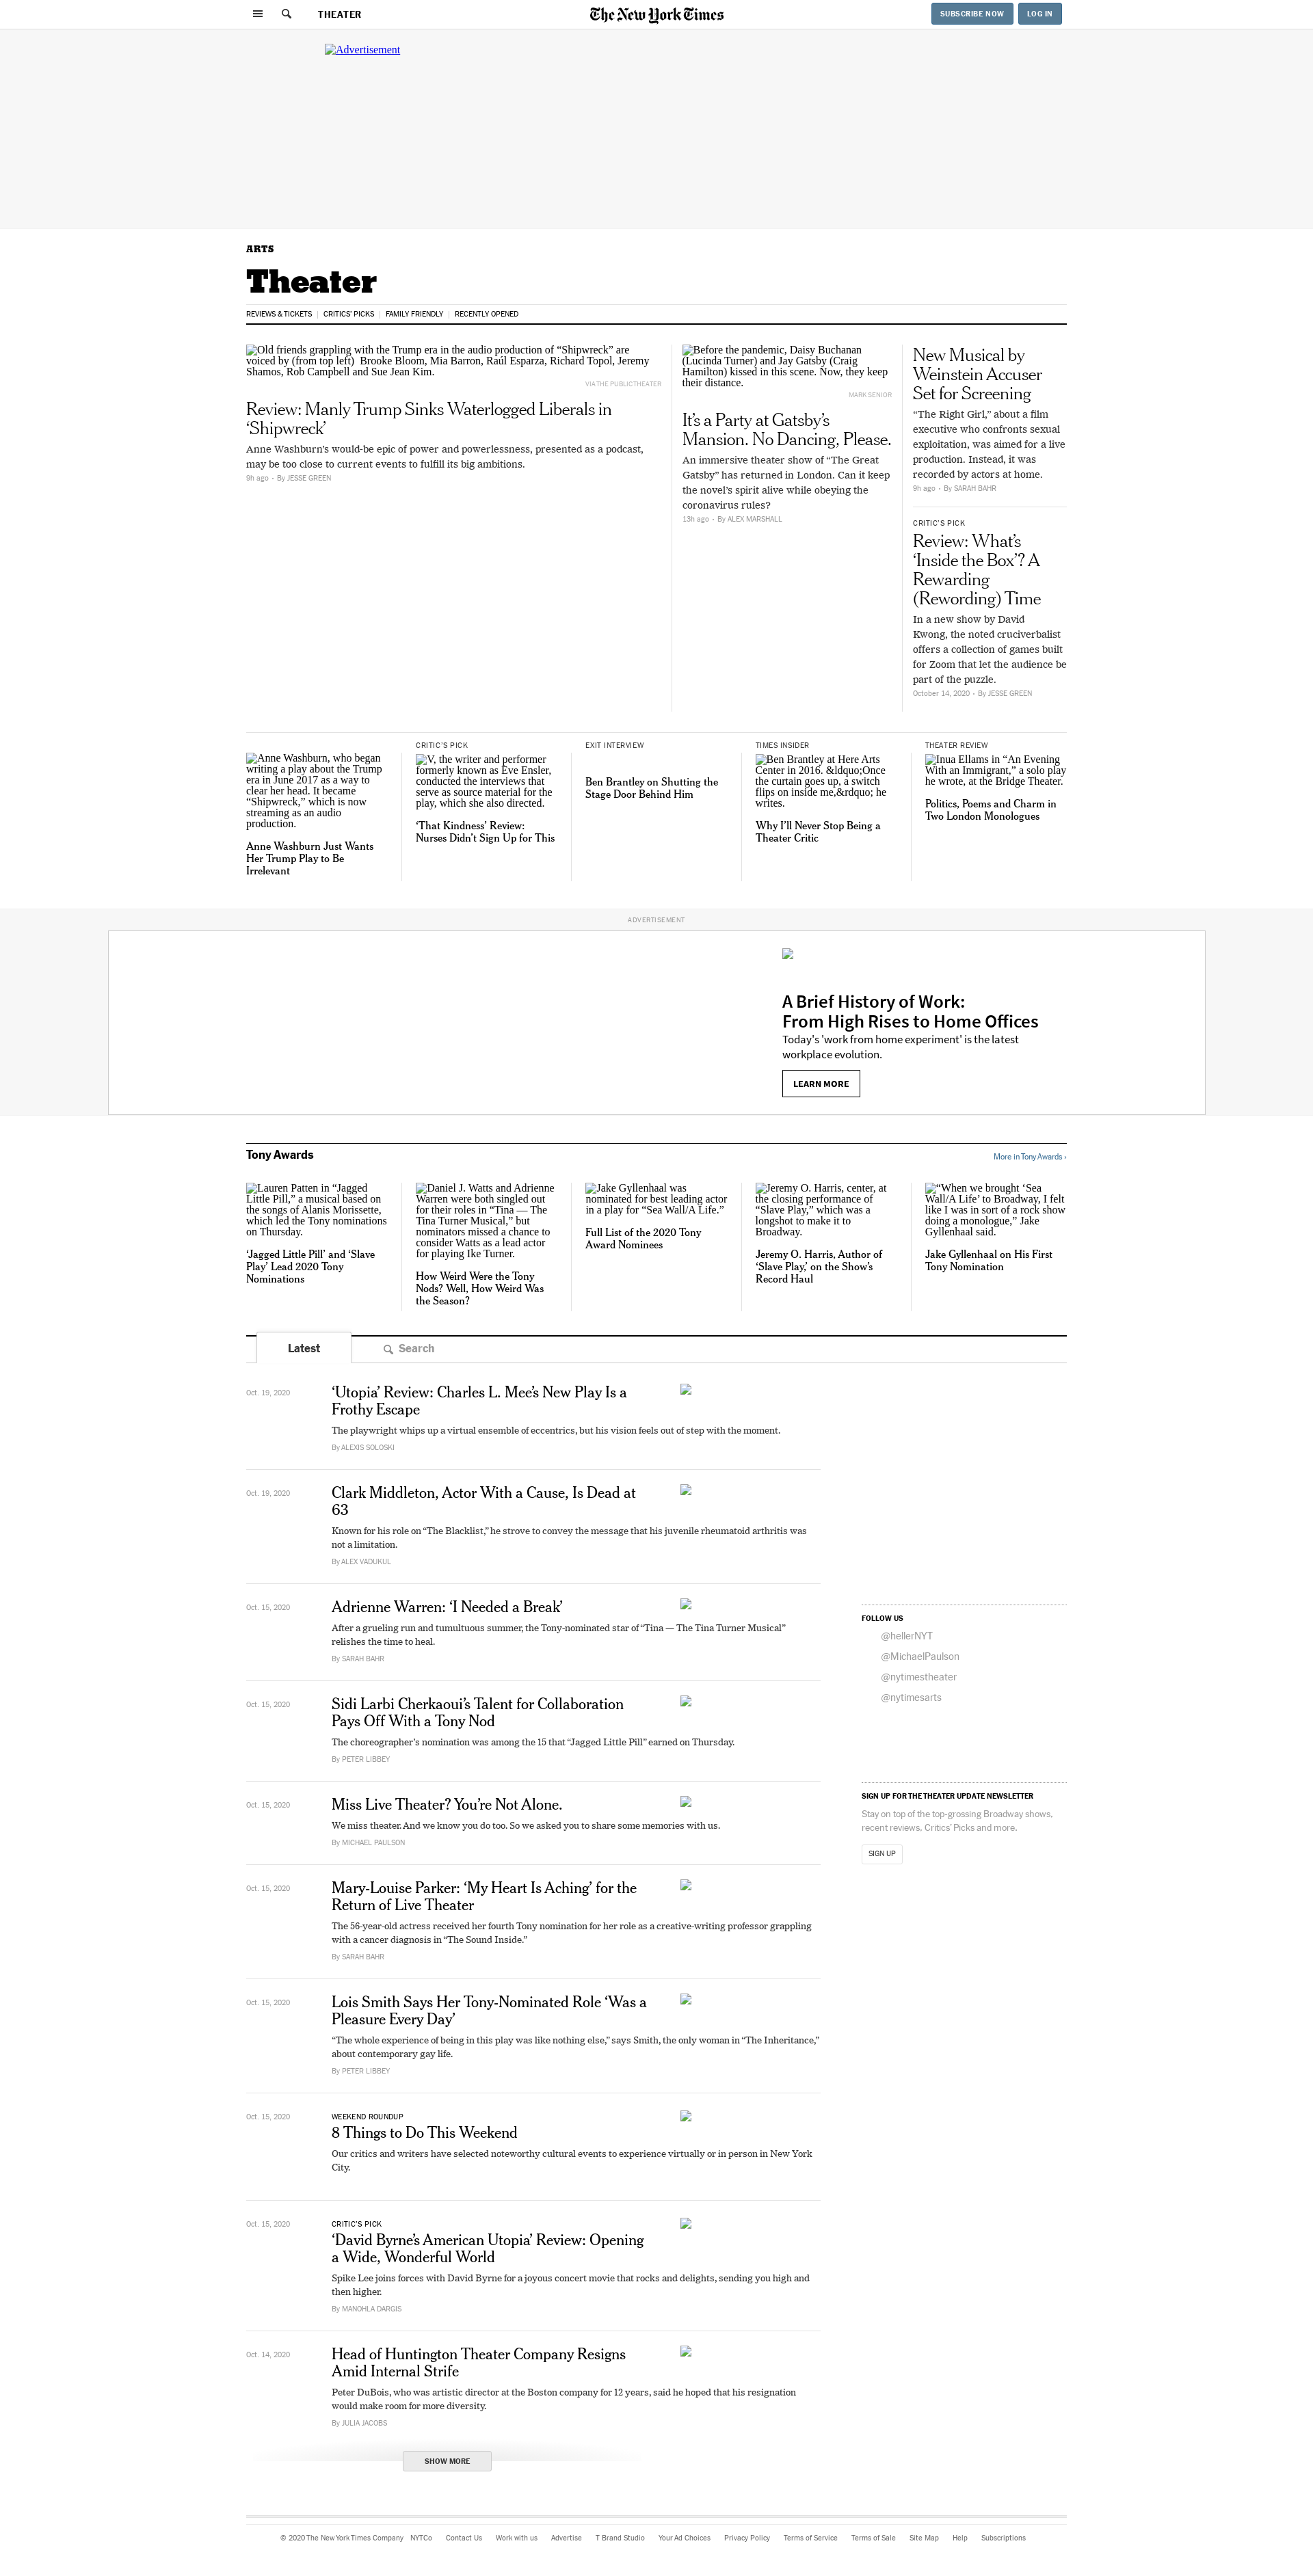 THEATER
The New York Times
SUBSCRIBE NOW
LOG IN
Advertisement
ARTS
Theater
REVIEWS & TICKETS | CRITICS' PICKS | FAMILY FRIENDLY | RECENTLY OPENED
Old friends grappling with the Trump era in the audio production of “Shipwreck” are
voiced by (from top left)  Brooke Bloom, Mia Barron, Raúl Esparza, Richard Topol, Jeremy
Shamos, Rob Campbell and Sue Jean Kim.
VIA THE PUBLIC THEATER
Review: Manly Trump Sinks Waterlogged Liberals in
‘Shipwreck’
Anne Washburn’s would-be epic of power and powerlessness, presented as a podcast,
may be too close to current events to fulfill its big ambitions.
9h ago • By JESSE GREEN
Before the pandemic, Daisy Buchanan
(Lucinda Turner) and Jay Gatsby (Craig
Hamilton) kissed in this scene. Now, they keep
their distance.
MARK SENIOR
It’s a Party at Gatsby’s
Mansion. No Dancing, Please.
An immersive theater show of “The Great
Gatsby” has returned in London. Can it keep
the novel’s spirit alive while obeying the
coronavirus rules?
13h ago • By ALEX MARSHALL
New Musical by
Weinstein Accuser
Set for Screening
“The Right Girl,” about a film
executive who confronts sexual
exploitation, was aimed for a live
production. Instead, it was
recorded by actors at home.
9h ago • By SARAH BAHR
CRITIC’S PICK
Review: What’s
‘Inside the Box’? A
Rewarding
(Rewording) Time
In a new show by David
Kwong, the noted cruciverbalist
offers a collection of games built
for Zoom that let the audience be
part of the puzzle.
October 14, 2020 • By JESSE GREEN
Anne Washburn, who began
writing a play about the Trump
era in June 2017 as a way to
clear her head. It became
“Shipwreck,” which is now
streaming as an audio
production.
Anne Washburn Just Wants
Her Trump Play to Be
Irrelevant
CRITIC’S PICK
V, the writer and performer
formerly known as Eve Ensler,
conducted the interviews that
serve as source material for the
play, which she also directed.
‘That Kindness’ Review:
Nurses Didn’t Sign Up for This
EXIT INTERVIEW
Ben Brantley on Shutting the
Stage Door Behind Him
TIMES INSIDER
Ben Brantley at Here Arts
Center in 2016. &ldquo;Once
the curtain goes up, a switch
flips on inside me,&rdquo; he
writes.
Why I’ll Never Stop Being a
Theater Critic
THEATER REVIEW
Inua Ellams in “An Evening
With an Immigrant,” a solo play
he wrote, at the Bridge Theater.
Politics, Poems and Charm in
Two London Monologues
ADVERTISEMENT
A Brief History of Work:
From High Rises to Home Offices
Today's 'work from home experiment' is the latest
workplace evolution.
LEARN MORE
Tony Awards
More in Tony Awards ›
Lauren Patten in “Jagged
Little Pill,” a musical based on
the songs of Alanis Morissette,
which led the Tony nominations
on Thursday.
‘Jagged Little Pill’ and ‘Slave
Play’ Lead 2020 Tony
Nominations
Daniel J. Watts and Adrienne
Warren were both singled out
for their roles in “Tina — The
Tina Turner Musical,” but
nominators missed a chance to
consider Watts as a lead actor
for playing Ike Turner.
How Weird Were the Tony
Nods? Well, How Weird Was
the Season?
Jake Gyllenhaal was
nominated for best leading actor
in a play for “Sea Wall/A Life.”
Full List of the 2020 Tony
Award Nominees
Jeremy O. Harris, center, at
the closing performance of
“Slave Play,” which was a
longshot to make it to
Broadway.
Jeremy O. Harris, Author of
‘Slave Play,’ on the Show’s
Record Haul
“When we brought ‘Sea
Wall/A Life’ to Broadway, I felt
like I was in sort of a rock show
doing a monologue,” Jake
Gyllenhaal said.
Jake Gyllenhaal on His First
Tony Nomination
Latest
Search
Oct. 19, 2020
‘Utopia’ Review: Charles L. Mee’s New Play Is a
Frothy Escape
The playwright whips up a virtual ensemble of eccentrics, but his vision feels out of step with the moment.
By ALEXIS SOLOSKI
Oct. 19, 2020
Clark Middleton, Actor With a Cause, Is Dead at
63
Known for his role on “The Blacklist,” he strove to convey the message that his juvenile rheumatoid arthritis was
not a limitation.
By ALEX VADUKUL
Oct. 15, 2020
Adrienne Warren: ‘I Needed a Break’
After a grueling run and tumultuous summer, the Tony-nominated star of “Tina — The Tina Turner Musical”
relishes the time to heal.
By SARAH BAHR
Oct. 15, 2020
Sidi Larbi Cherkaoui’s Talent for Collaboration
Pays Off With a Tony Nod
The choreographer’s nomination was among the 15 that “Jagged Little Pill” earned on Thursday.
By PETER LIBBEY
Oct. 15, 2020
Miss Live Theater? You’re Not Alone.
We miss theater. And we know you do too. So we asked you to share some memories with us.
By MICHAEL PAULSON
Oct. 15, 2020
Mary-Louise Parker: ‘My Heart Is Aching’ for the
Return of Live Theater
The 56-year-old actress received her fourth Tony nomination for her role as a creative-writing professor grappling
with a cancer diagnosis in “The Sound Inside.”
By SARAH BAHR
Oct. 15, 2020
Lois Smith Says Her Tony-Nominated Role ‘Was a
Pleasure Every Day’
“The whole experience of being in this play was like nothing else,” says Smith, the only woman in “The Inheritance,”
about contemporary gay life.
By PETER LIBBEY
Oct. 15, 2020
WEEKEND ROUNDUP
8 Things to Do This Weekend
Our critics and writers have selected noteworthy cultural events to experience virtually or in person in New York
City.
Oct. 15, 2020
CRITIC’S PICK
‘David Byrne’s American Utopia’ Review: Opening
a Wide, Wonderful World
Spike Lee joins forces with David Byrne for a joyous concert movie that rocks and delights, sending you high and
then higher.
By MANOHLA DARGIS
Oct. 14, 2020
Head of Huntington Theater Company Resigns
Amid Internal Strife
Peter DuBois, who was artistic director at the Boston company for 12 years, said he hoped that his resignation
would make room for more diversity.
By JULIA JACOBS
SHOW MORE
FOLLOW US
@hellerNYT
@MichaelPaulson
@nytimestheater
@nytimesarts
SIGN UP FOR THE THEATER UPDATE NEWSLETTER
Stay on top of the top-grossing Broadway shows,
recent reviews, Critics’ Picks and more.
SIGN UP
© 2020 The New York Times Company NYTCo Contact Us Work with us Advertise T Brand Studio Your Ad Choices Privacy Policy Terms of Service Terms of Sale Site Map Help Subscriptions